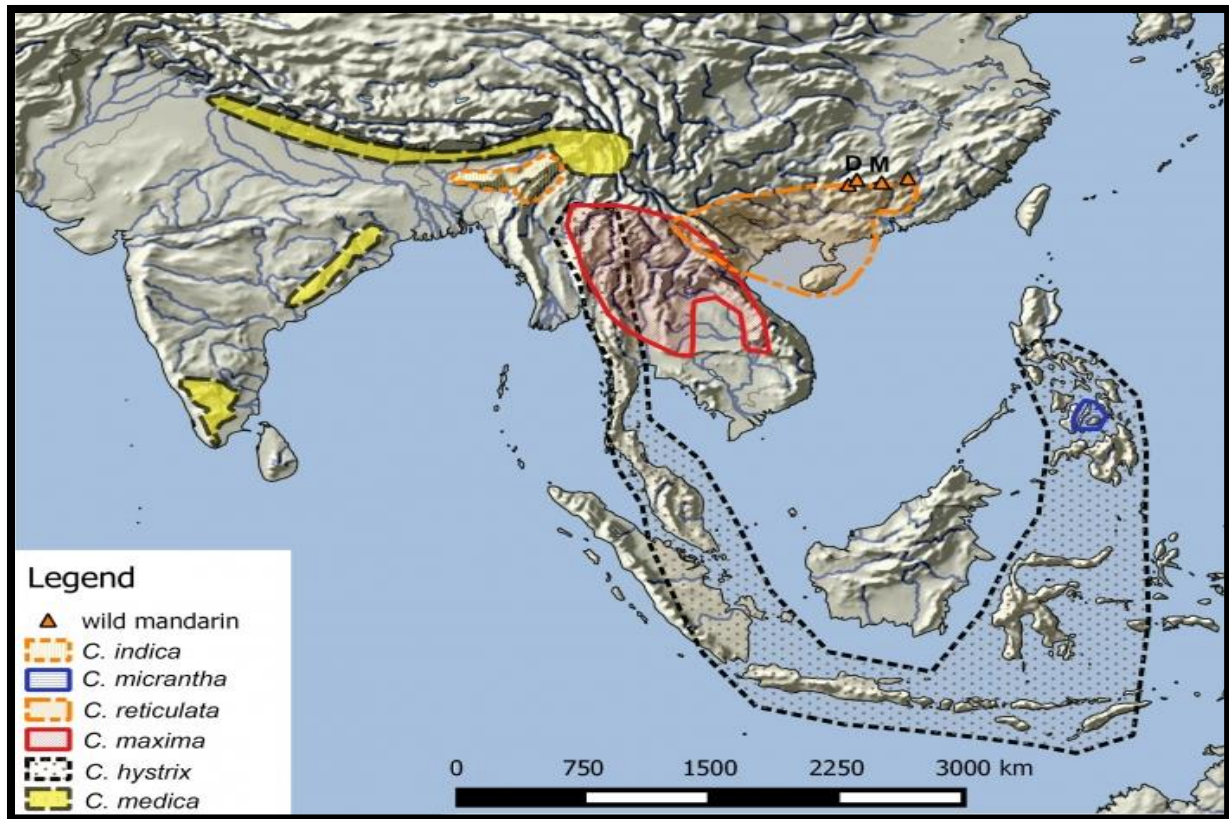 D M
Legend
wild mandarin
C. indica
C. micrantha
C. reticulata
C. maxima
C. hystrix
C. medica
0 750 1500 2250 3000 km